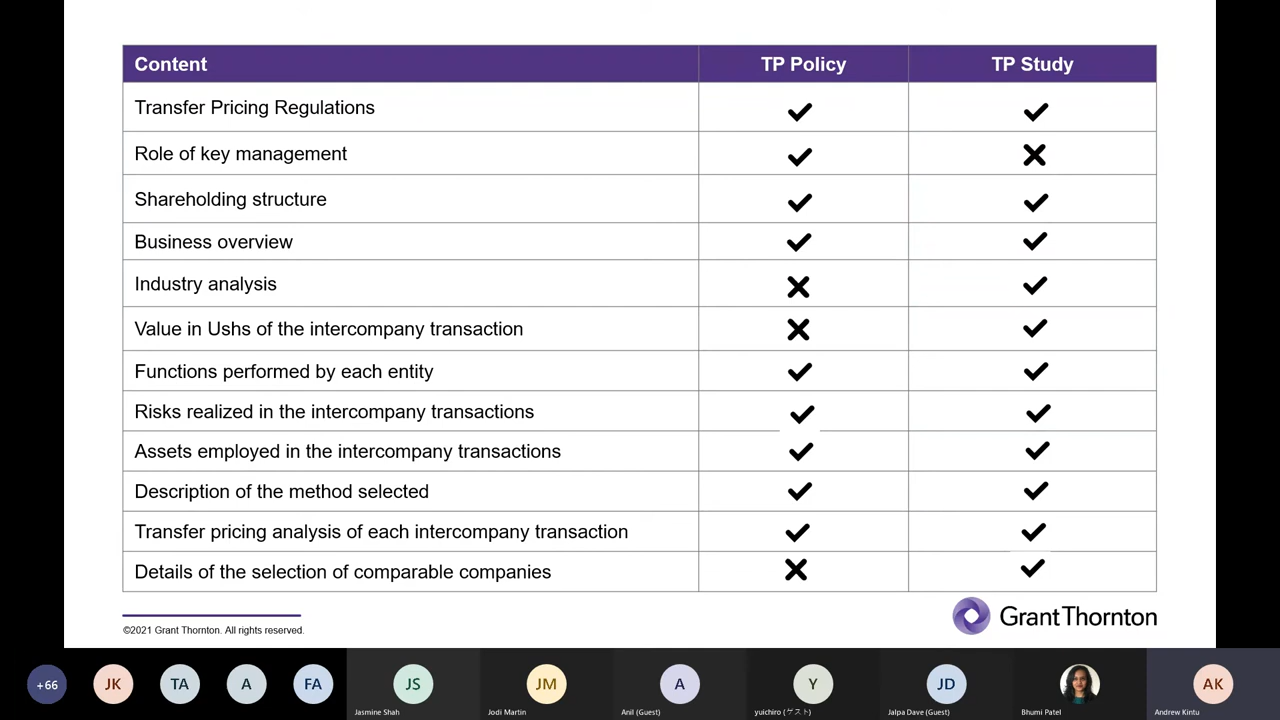 Content TP Policy TP Study
Transfer Pricing Regulations
Role of key management
Shareholding structure
Business overview
Industry analysis
Value in Ushs of the intercompany transaction
Functions performed by each entity
Risks realized in the intercompany transactions
Assets employed in the intercompany transactions
Description of the method selected
Transfer pricing analysis of each intercompany transaction
Details of the selection of comparable companies
©2021 Grant Thornton. All rights reserved.
GrantThornton
+66 JK TA A FA JS JM A Y JD AK
Jasmine Shah Jodi Martin Anil (Guest) yuichiro (ゲスト) Jalpa Dave (Guest) Bhumi Patel Andrew Kintu